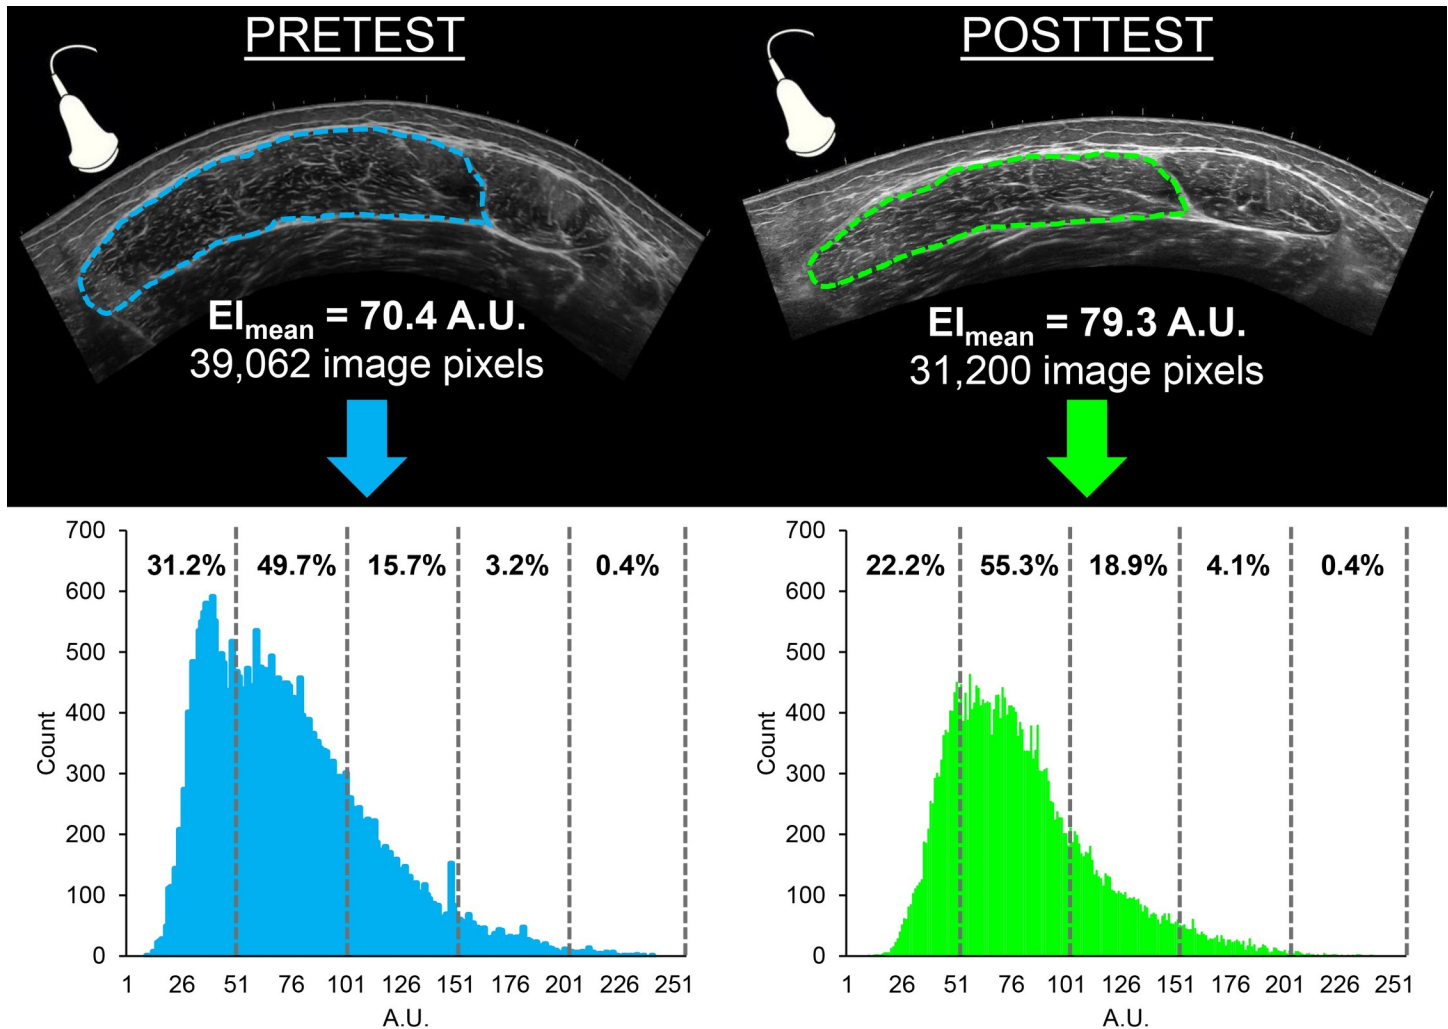 PRETEST
POSTTEST
EImean = 70.4 A.U.
39,062 image pixels
EImean = 79.3 A.U.
31,200 image pixels
700
600
500
400
300
200
100
0
Count
31.2% 49.7% 15.7% 3.2% 0.4%
1 26 51 76 101 126 151 176 201 226 251
A.U.
700
600
500
400
300
200
100
0
Count
22.2% 55.3% 18.9% 4.1% 0.4%
1 26 51 76 101 126 151 176 201 226 251
A.U.